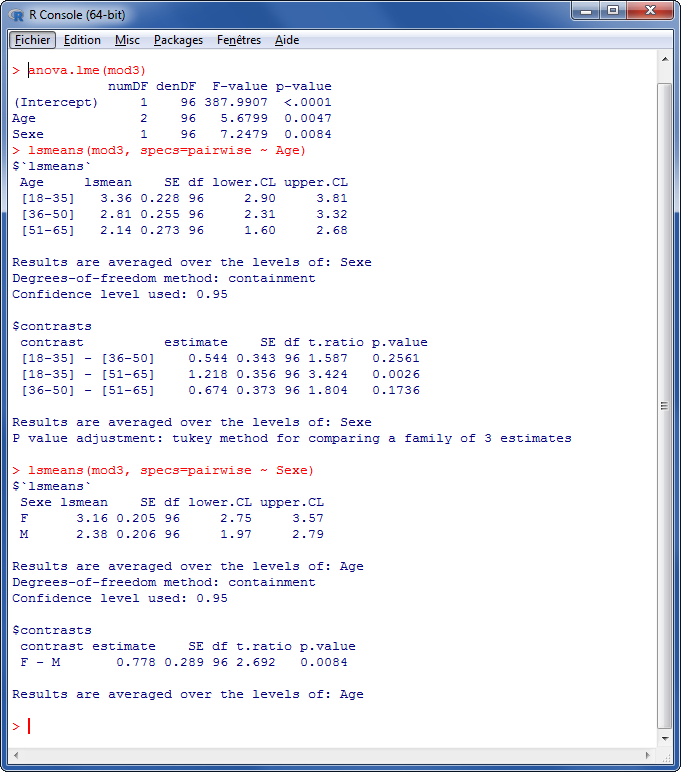 R Console (64-bit)
Fichier Edition Misc Packages Fenêtres Aide
> anova.lme(mod3)
            numDF denDF  F-value p-value
(Intercept)     1    96 387.9907  <.0001
Age             2    96   5.6799  0.0047
Sexe            1    96   7.2479  0.0084
> lsmeans(mod3, specs=pairwise ~ Age)
$`lsmeans`
 Age     lsmean    SE df lower.CL upper.CL
 [18-35]   3.36 0.228 96     2.90     3.81
 [36-50]   2.81 0.255 96     2.31     3.32
 [51-65]   2.14 0.273 96     1.60     2.68
Results are averaged over the levels of: Sexe
Degrees-of-freedom method: containment
Confidence level used: 0.95
$contrasts
 contrast          estimate    SE df t.ratio p.value
 [18-35] - [36-50]    0.544 0.343 96 1.587   0.2561
 [18-35] - [51-65]    1.218 0.356 96 3.424   0.0026
 [36-50] - [51-65]    0.674 0.373 96 1.804   0.1736
Results are averaged over the levels of: Sexe
P value adjustment: tukey method for comparing a family of 3 estimates
> lsmeans(mod3, specs=pairwise ~ Sexe)
$`lsmeans`
 Sexe lsmean    SE df lower.CL upper.CL
 F      3.16 0.205 96     2.75     3.57
 M      2.38 0.206 96     1.97     2.79
Results are averaged over the levels of: Age
Degrees-of-freedom method: containment
Confidence level used: 0.95
$contrasts
 contrast estimate    SE df t.ratio p.value
 F - M       0.778 0.289 96 2.692   0.0084
Results are averaged over the levels of: Age
>